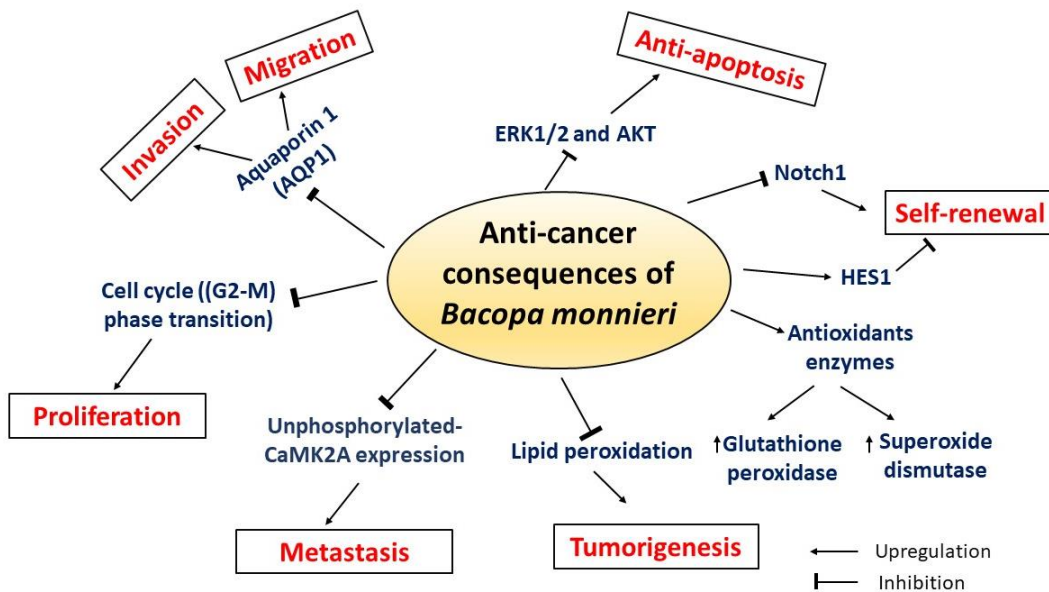 Migration
Invasion
Aquaporin 1
(AQP1)
Anti-apoptosis
ERK1/2 and AKT
Notch1
Self-renewal
HES1
Anti-cancer
consequences of
Bacopa monnieri
Cell cycle ((G2-M)
phase transition)
Proliferation
Antioxidants
enzymes
↑Glutathione
peroxidase
↑ Superoxide
dismutase
Unphosphorylated-
CaMK2A expression
Metastasis
Lipid peroxidation
Tumorigenesis
Upregulation
Inhibition